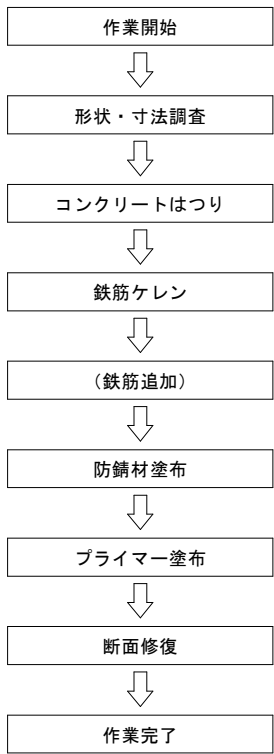 作業開始
形状・寸法調査
コンクリートはつり
鉄筋ケレン
（鉄筋追加）
防錆材塗布
プライマー塗布
断面修復
作業完了